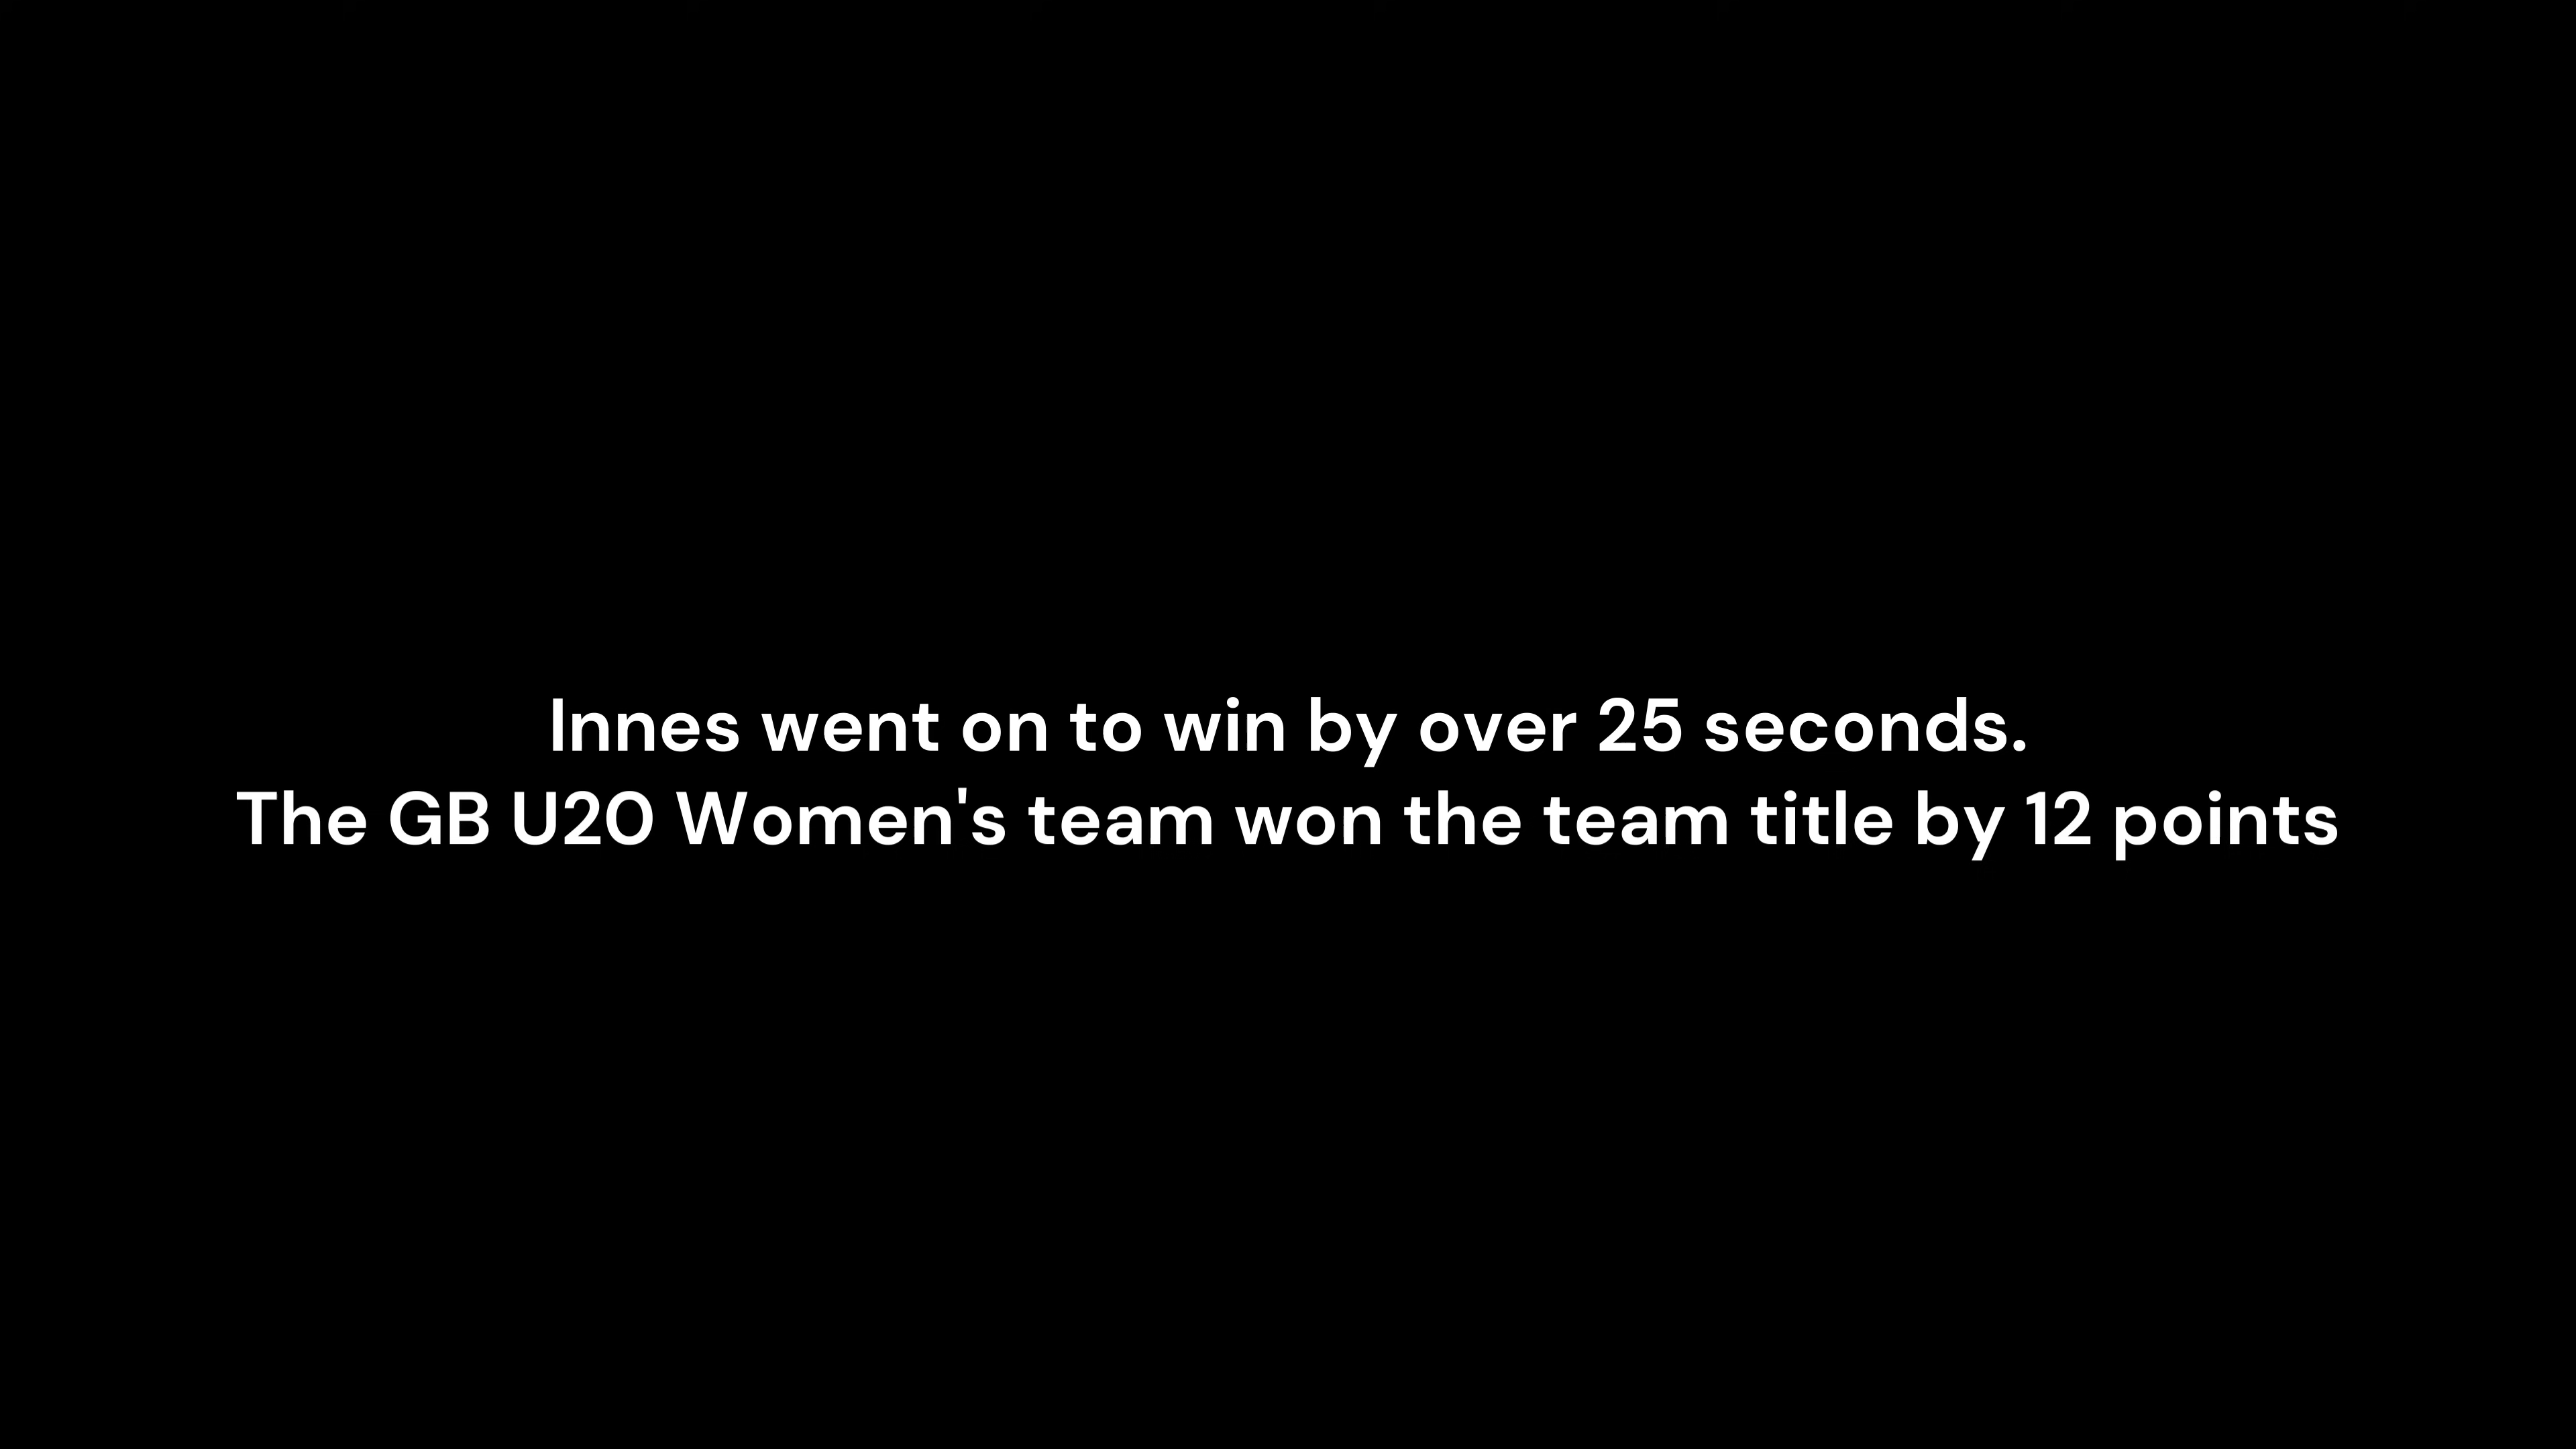 Innes went on to win by over 25 seconds.
The GB U20 Women's team won the team title by 12 points